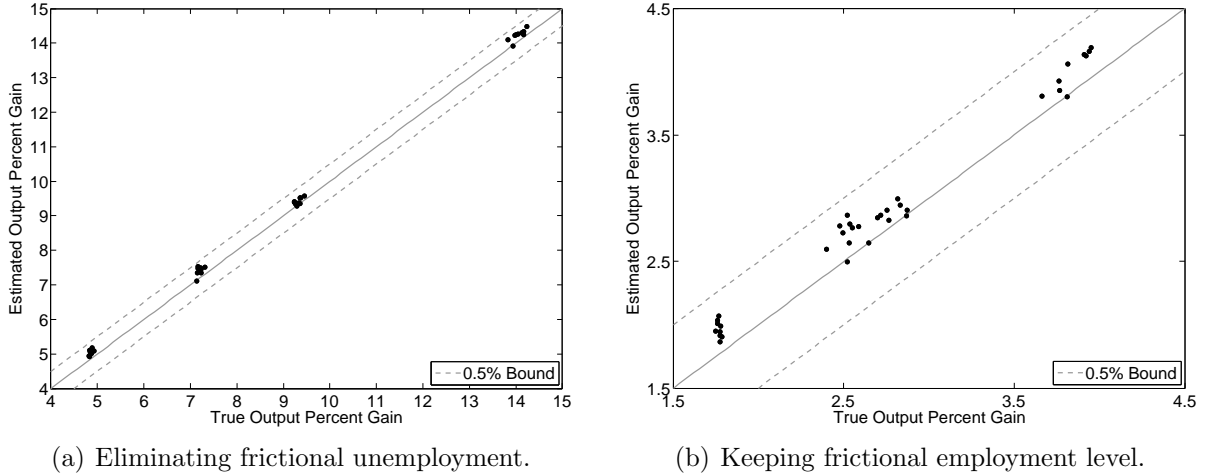 15
14
13
12
11
10
9
8
7
6
5
4
Estimated Output Percent Gain
4 5 6 7 8 9 10 11 12 13 14 15
True Output Percent Gain
0.5% Bound
(a) Eliminating frictional unemployment.
4.5
3.5
2.5
1.5
Estimated Output Percent Gain
1.5 2.5 3.5 4.5
True Output Percent Gain
0.5% Bound
(b) Keeping frictional employment level.